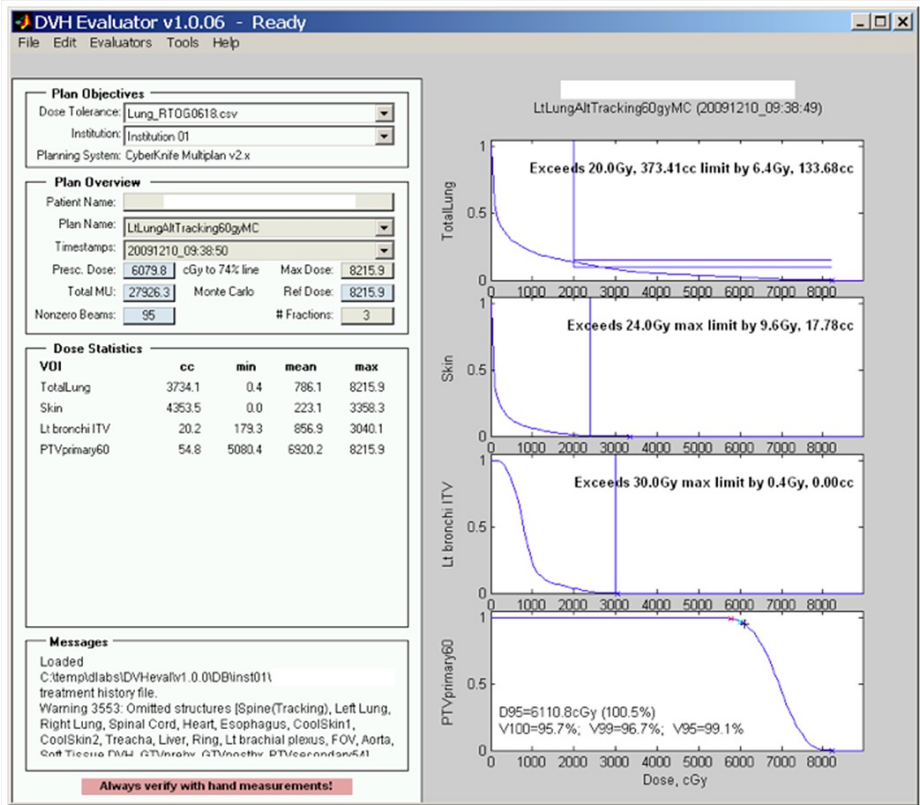 DVH Evaluator v1.0.06 - Ready
File Edit Evaluators Tools Help
Plan Objectives
Dose Tolerance: Lung_RTOG0618.csv
Institution: Institution 01
Planning System: CyberKnife Multiplan v2.x
Plan Overview
Patient Name:
Plan Name: LtLungAltTracking60gyMC
Timestamps: 20091210_09:38:50
Presc. Dose: 6079.8 cGy to 74% line Max Dose: 8215.9
Total MU: 27926.3 Monte Carlo Ref Dose: 8215.9
Nonzero Beams: 95 # Fractions: 3
Dose Statistics
VOI cc min mean max
TotalLung 3734.1 0.4 786.1 8215.9
Skin 4353.5 0.0 223.1 3358.3
Lt bronchi ITV 20.2 179.3 856.9 3040.1
PTVprimary60 54.8 5080.4 6920.2 8215.9
Messages
Loaded
C:\temp\dlabs\DVHeval\v1.0.0\DB\inst01\
treatment history file.
Warning 3553: Omitted structures [Spine(Tracking), Left Lung,
Right Lung, Spinal Cord, Heart, Esophagus, CoolSkin1,
CoolSkin2, Treacha, Liver, Ring, Lt brachial plexus, FOV, Aorta,
Soft Tissue DVH, GTVprehx, GTVposthx, PTVsecondary54]
Always verify with hand measurements!
LtLungAltTracking60gyMC (20091210_09:38:49)
1
Exceeds 20.0Gy, 373.41cc limit by 6.4Gy, 133.68cc
TotalLung
0.5
0
0 1000 2000 3000 4000 5000 6000 7000 8000
1
Exceeds 24.0Gy max limit by 9.6Gy, 17.78cc
Skin
0.5
0
0 1000 2000 3000 4000 5000 6000 7000 8000
1
Exceeds 30.0Gy max limit by 0.4Gy, 0.00cc
Lt bronchi ITV
0.5
0
0 1000 2000 3000 4000 5000 6000 7000 8000
1
PTVprimary60
0.5
D95=6110.8cGy (100.5%)
V100=95.7%; V99=96.7%; V95=99.1%
0
0 1000 2000 3000 4000 5000 6000 7000 8000
Dose, cGy